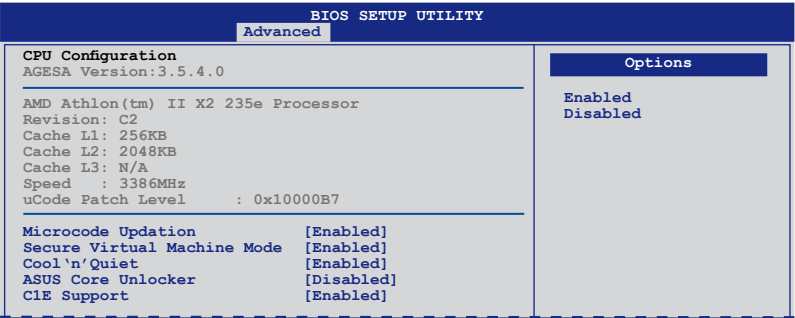 BIOS SETUP UTILITY
Advanced
CPU Configuration
AGESA Version:3.5.4.0
AMD Athlon(tm) II X2 235e Processor
Revision: C2
Cache L1: 256KB
Cache L2: 2048KB
Cache L3: N/A
Speed : 3386MHz
uCode Patch Level : 0x10000B7
Microcode Updation [Enabled]
Secure Virtual Machine Mode [Enabled]
Cool‘n’Quiet [Enabled]
ASUS Core Unlocker [Disabled]
C1E Support [Enabled]
Options
Enabled
Disabled